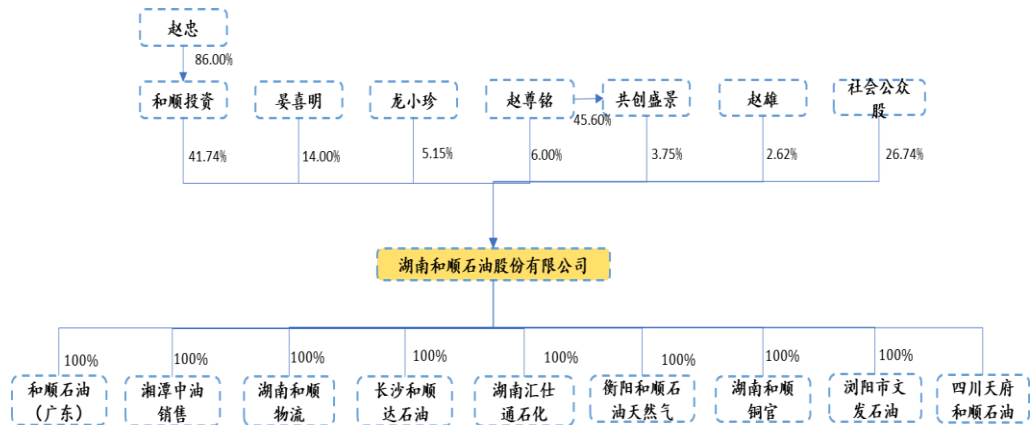 赵忠
86.00%
和顺投资
晏喜明
龙小珍
赵尊铭
45.60%
共创盛景
赵雄
社会公众
股
41.74%
14.00%
5.15%
6.00%
3.75%
2.62%
26.74%
湖南和顺石油股份有限公司
100%
100%
100%
100%
100%
100%
100%
100%
和顺石油
（广东）
湘潭中油
销售
湖南和顺
物流
长沙和顺
达石油
湖南汇仕
通石化
衡阳和顺石
油天然气
湖南和顺
铜官
浏阳市文
发石油
四川天府
和顺石油